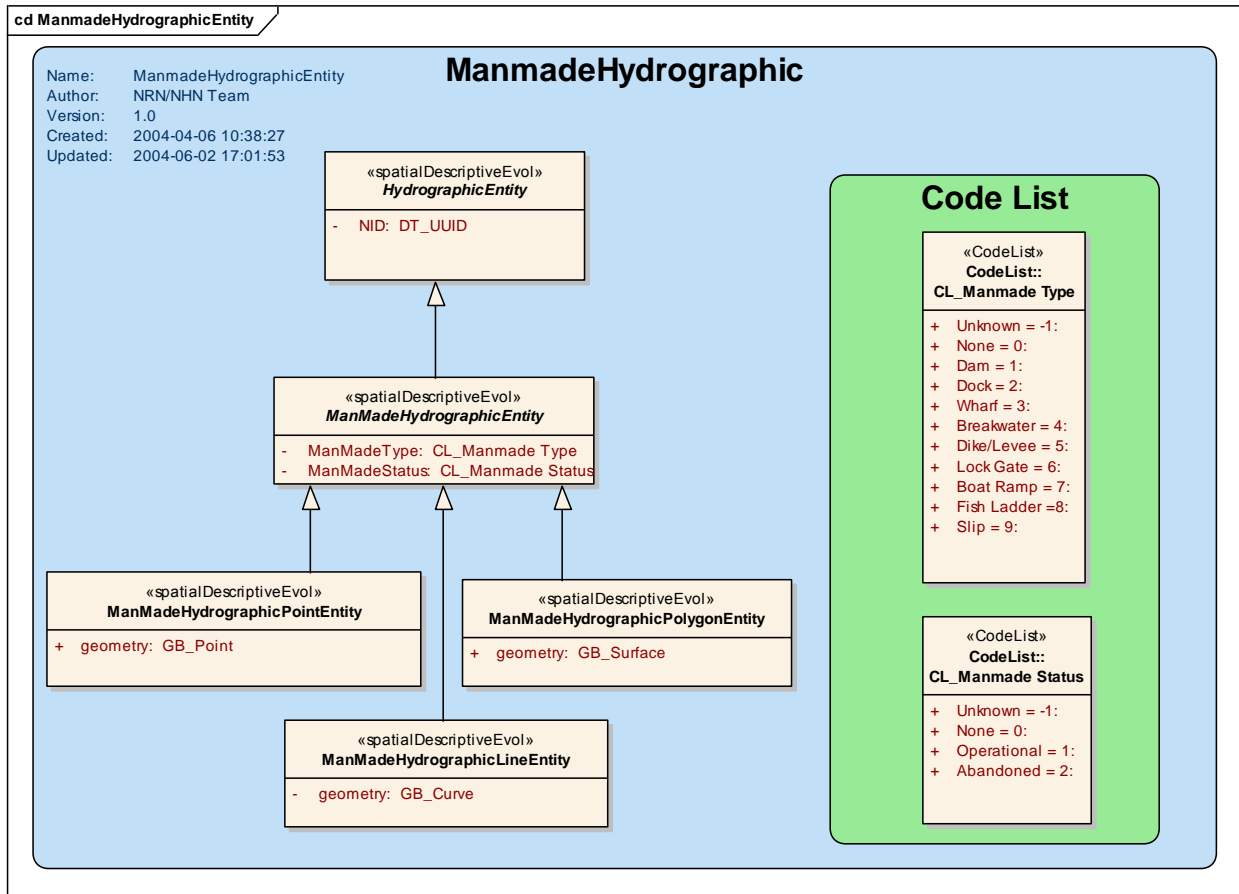 cd ManmadeHydrographicEntity
ManmadeHydrographic
Name: ManmadeHydrographicEntity
Author: NRN/NHN Team
Version: 1.0
Created: 2004-04-06 10:38:27
Updated: 2004-06-02 17:01:53
«spatialDescriptiveEvol»
HydrographicEntity
- NID: DT_UUID
«spatialDescriptiveEvol»
ManMadeHydrographicEntity
- ManMadeType: CL_Manmade Type
- ManMadeStatus: CL_Manmade Status
«spatialDescriptiveEvol»
ManMadeHydrographicPointEntity
+ geometry: GB_Point
«spatialDescriptiveEvol»
ManMadeHydrographicPolygonEntity
+ geometry: GB_Surface
«spatialDescriptiveEvol»
ManMadeHydrographicLineEntity
- geometry: GB_Curve
Code List
«CodeList»
CodeList::
CL_Manmade Type
+ Unknown = -1:
+ None = 0:
+ Dam = 1:
+ Dock = 2:
+ Wharf = 3:
+ Breakwater = 4:
+ Dike/Levee = 5:
+ Lock Gate = 6:
+ Boat Ramp = 7:
+ Fish Ladder =8:
+ Slip = 9:
«CodeList»
CodeList::
CL_Manmade Status
+ Unknown = -1:
+ None = 0:
+ Operational = 1:
+ Abandoned = 2: